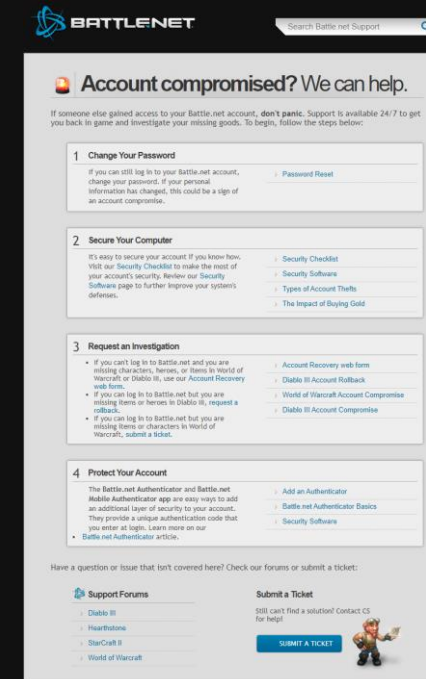 BATTLE.NET
Search Battle.net Support
Account compromised? We can help.
If someone else gained access to your Battle.net account, don't panic. Support is available 24/7 to get
you back in game and investigate your missing goods. To begin, follow the steps below:
1 Change Your Password
If you can still log in to your Battle.net account,
change your password. If your personal
information has changed, this could be a sign of
an account compromise.
Password Reset
2 Secure Your Computer
It's easy to secure your account if you know how.
Visit our Security Checklist to make the most of
your account's security. Review our Security
Software page to further improve your system's
defenses.
Security Checklist
Security Software
Types of Account Thefts
The Impact of Buying Gold
3 Request an Investigation
• If you can't log in to Battle.net and you are
missing characters, heroes, or items in World of
Warcraft or Diablo III, use our Account Recovery
web form.
• If you can log in to Battle.net but you are
missing items or heroes in Diablo III, request a
rollback.
• If you can log in to Battle.net but you are
missing items or characters in World of
Warcraft, submit a ticket.
Account Recovery web form
Diablo III Account Rollback
World of Warcraft Account Compromise
Diablo III Account Compromise
4 Protect Your Account
The Battle.net Authenticator and Battle.net
Mobile Authenticator app are easy ways to add
an additional layer of security to your account.
They provide a unique authentication code that
you enter at login. Learn more on our
• Battle.net Authenticator article.
Add an Authenticator
Battle.net Authenticator Basics
Security Software
Have a question or issue that isn't covered here? Check our forums or submit a ticket:
Support Forums
Diablo III
Hearthstone
StarCraft II
World of Warcraft
Submit a Ticket
Still can't find a solution? Contact CS
for help!
SUBMIT A TICKET